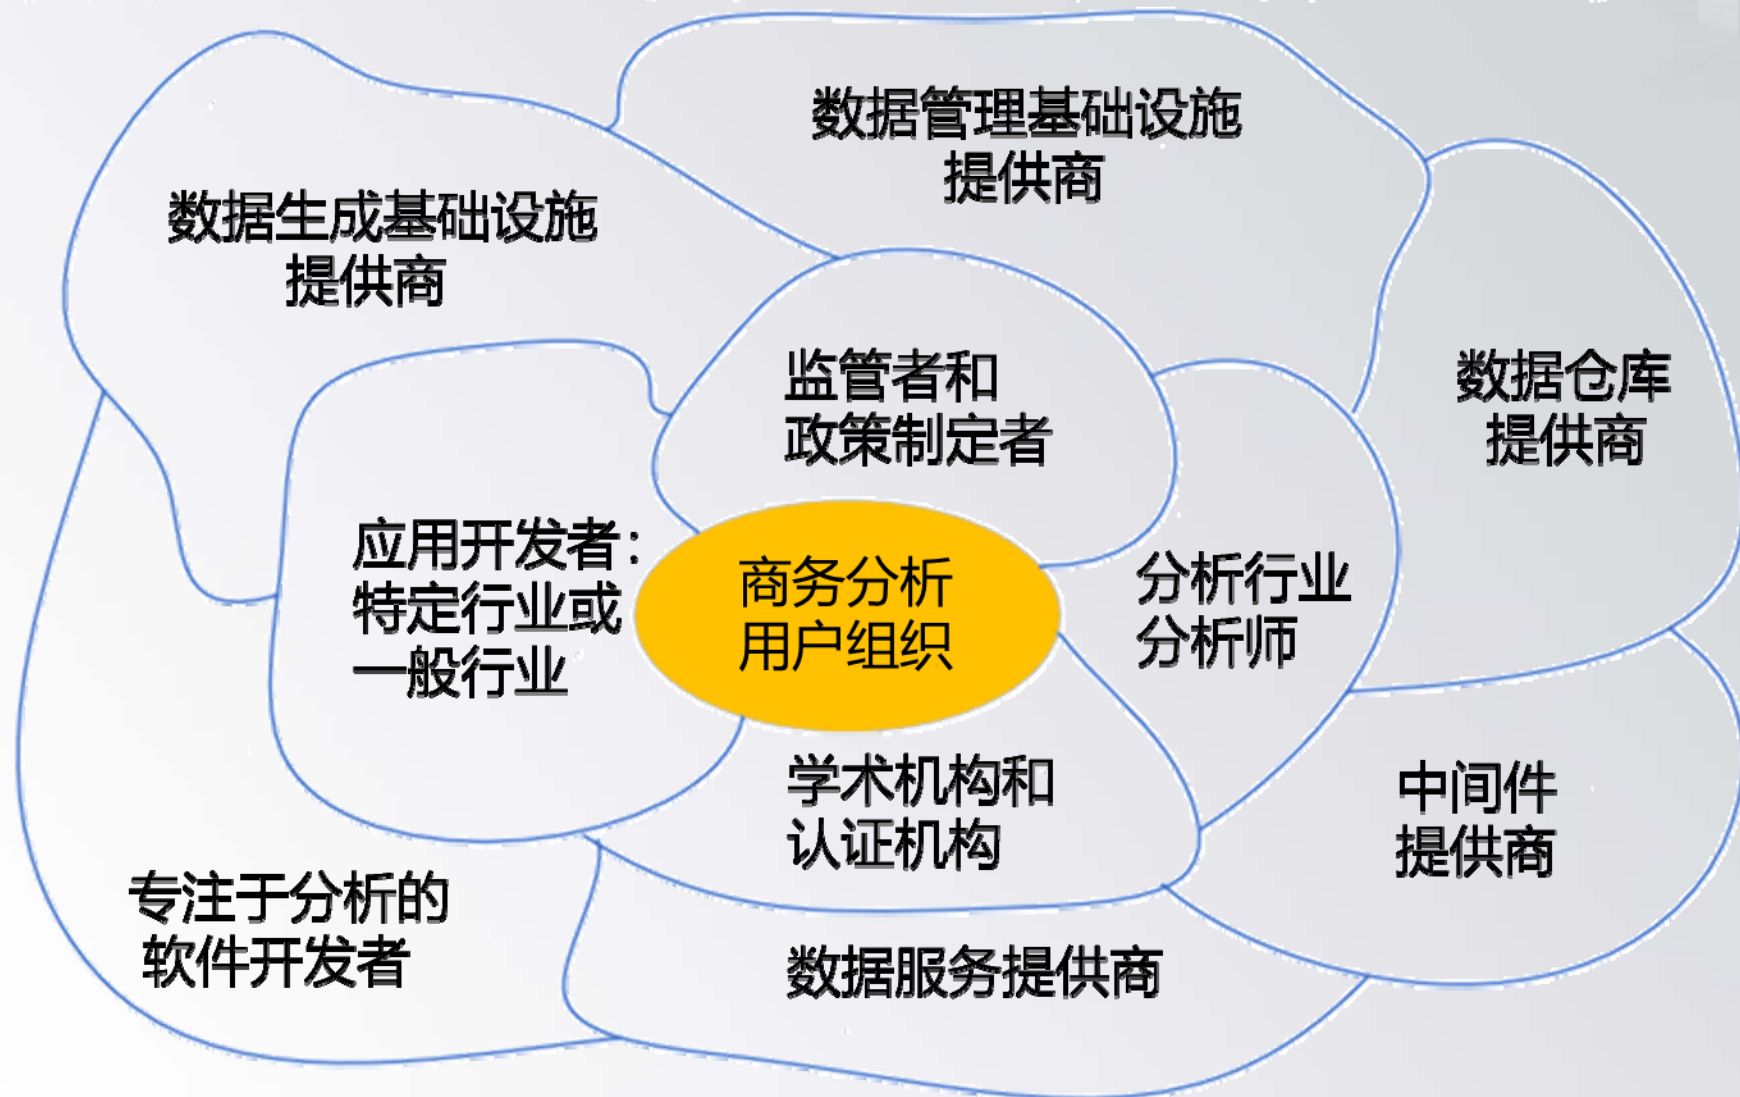 数据管理基础设施
提供商
数据生成基础设施
提供商
监管者和
政策制定者
数据仓库
提供商
应用开发者：
特定行业或
一般行业
商务分析
用户组织
分析行业
分析师
学术机构和
认证机构
中间件
提供商
专注于分析的
软件开发者
数据服务提供商